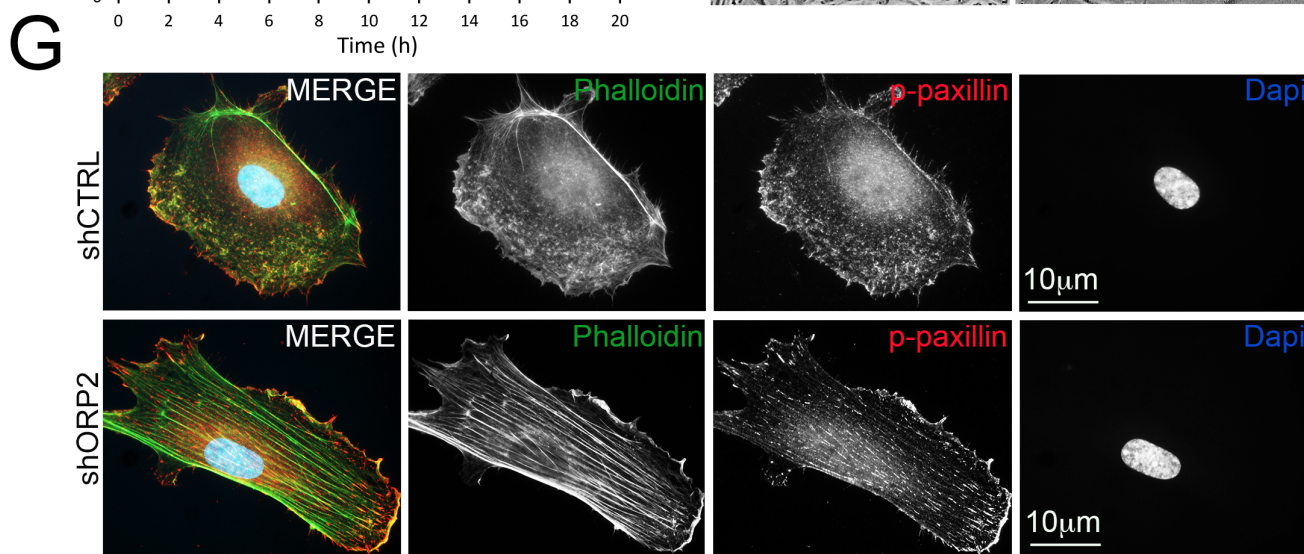 0 2 4 6 8 10 12 14 16 18 20
Time (h)
G
shCTRL
MERGE
Phalloidin
p-paxillin
Dapi
10μm
shORP2
MERGE
Phalloidin
p-paxillin
Dapi
10μm